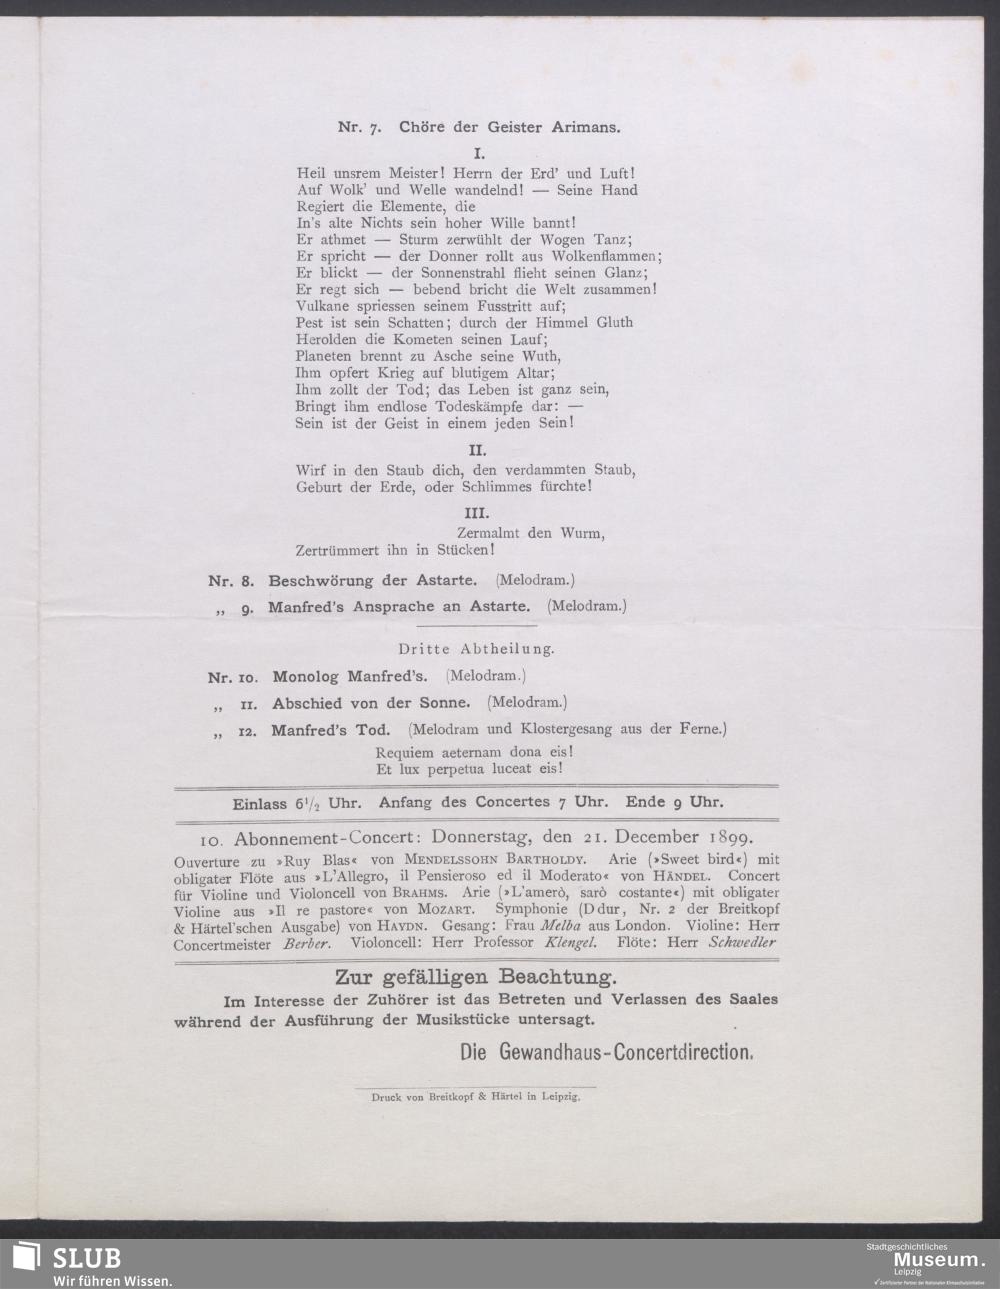 Nr. 7. Chöre der Geister Arimans.
I.
Heil unsrem Meister! Herrn der Erd' und Luft!
Auf Wolk' und Welle wandelnd! — Seine Hand
Regiert die Elemente, die
In's alte Nichts sein hoher Wille bannt!
Er athmet — Sturm zerwühlt der Wogen Tanz;
Er spricht — der Donner rollt aus Wolkenflammen;
Er blickt — der Sonnenstrahl flieht seinen Glanz;
Er regt sich — bebend bricht die Welt zusammen!
Vulkane spriessen seinem Fusstritt auf;
Pest ist sein Schatten; durch der Himmel Gluth
Herolden die Kometen seinen Lauf;
Planeten brennt zu Asche seine Wuth,
Ihm opfert Krieg auf blutigem Altar;
Ihm zollt der Tod; das Leben ist ganz sein,
Bringt ihm endlose Todeskämpfe dar: —
Sein ist der Geist in einem jeden Sein!
II.
Wirf in den Staub dich, den verdammten Staub,
Geburt der Erde, oder Schlimmes fürchte!
III.
Zermalmt den Wurm,
Zertrümmert ihn in Stücken!
Nr. 8. Beschwörung der Astarte. (Melodram.)
„ 9. Manfred's Ansprache an Astarte. (Melodram.)
Dritte Abtheilung.
Nr. 10. Monolog Manfred's. (Melodram.)
„ 11. Abschied von der Sonne. (Melodram.)
„ 12. Manfred's Tod. (Melodram und Klostergesang aus der Ferne.)
Requiem aeternam dona eis!
Et lux perpetua luceat eis!
Einlass 6½ Uhr. Anfang des Concertes 7 Uhr. Ende 9 Uhr.
10. Abonnement-Concert: Donnerstag, den 21. December 1899.
Ouverture zu »Ruy Blas« von MENDELSSOHN BARTHOLDY. Arie (»Sweet bird«) mit
obligater Flöte aus »L'Allegro, il Pensieroso ed il Moderato« von HÄNDEL. Concert
für Violine und Violoncell von BRAHMS. Arie (»L'amerò, sarò costante«) mit obligater
Violine aus »Il re pastore« von MOZART. Symphonie (D dur, Nr. 2 der Breitkopf
& Härtel'schen Ausgabe) von HAYDN. Gesang: Frau Melba aus London. Violine: Herr
Concertmeister Berber. Violoncell: Herr Professor Klengel. Flöte: Herr Schwedler
Zur gefälligen Beachtung.
Im Interesse der Zuhörer ist das Betreten und Verlassen des Saales
während der Ausführung der Musikstücke untersagt.
Die Gewandhaus-Concertdirection.
Druck von Breitkopf & Härtel in Leipzig.
SLUB
Wir führen Wissen.
Stadtgeschichtliches
Museum.
Leipzig
Zertifizierter Partner der Nationalen Klimaschutzinitiative